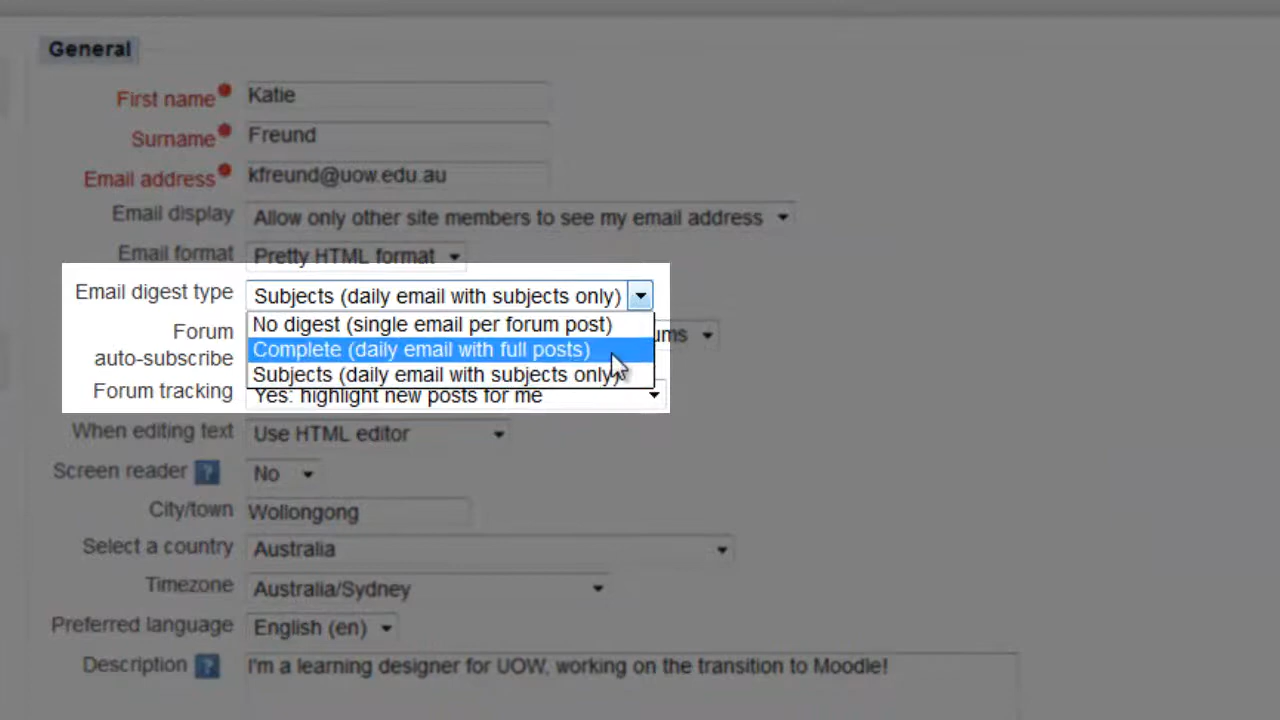 General
First name Katie
Surname Freund
Email address kfreund@uow.edu.au
Email display Allow only other site members to see my email address
Email format Pretty HTML format
Email digest type Subjects (daily email with subjects only)
No digest (single email per forum post)
Forum ums
Complete (daily email with full posts)
auto-subscribe
Subjects (daily email with subjects only)
Forum tracking Yes: highlight new posts for me
When editing text Use HTML editor
Screen reader ? No
City/town Wollongong
Select a country Australia
Timezone Australia/Sydney
Preferred language English (en)
Description ? I'm a learning designer for UOW, working on the transition to Moodle!